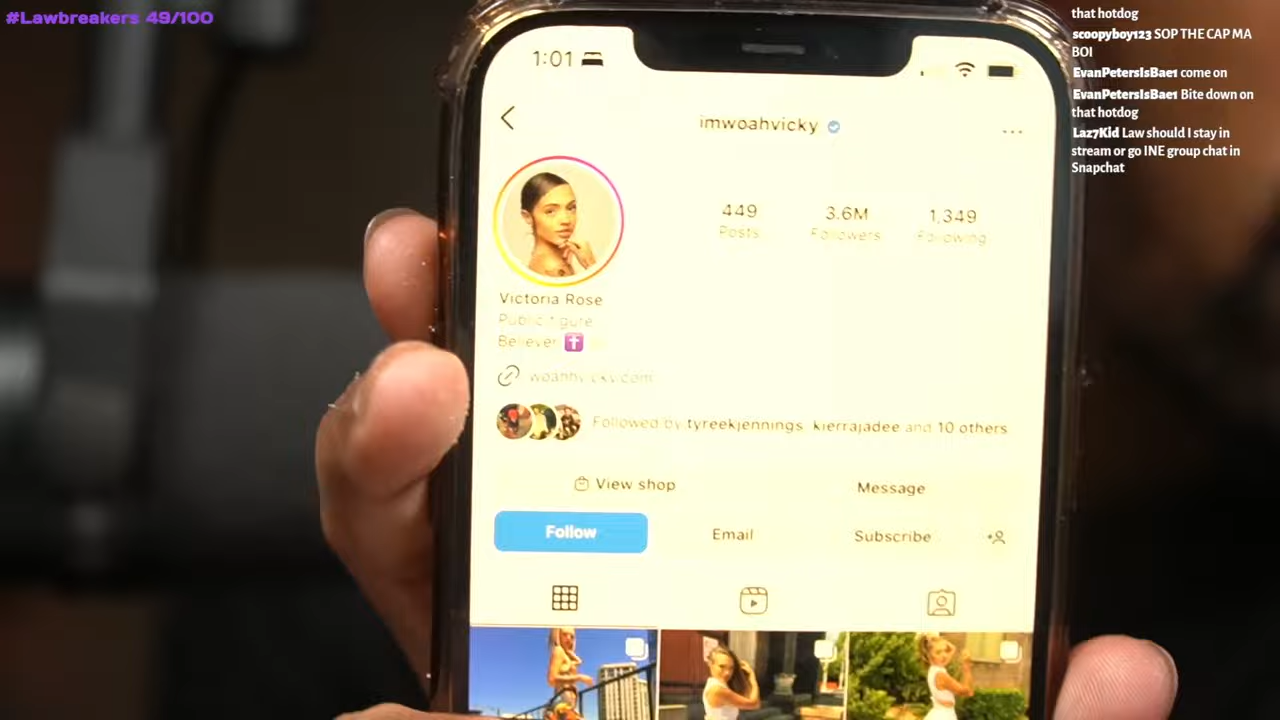 #Lawbreakers 49/100
that hotdog
scoopyboy123 SOP THE CAP MA
BOI
EvanPetersIsBae1 come on
EvanPetersIsBae1 Bite down on
that hotdog
Laz7Kid Law should I stay in
stream or go INE group chat in
Snapchat
1:01
imwoahvicky
449
Posts
3.6M
Followers
1,349
Following
Victoria Rose
Public figure
Believer
woahhvicky.com
Followed by tyreekjennings, kierrajadee and 10 others
View shop
Message
Follow
Email
Subscribe